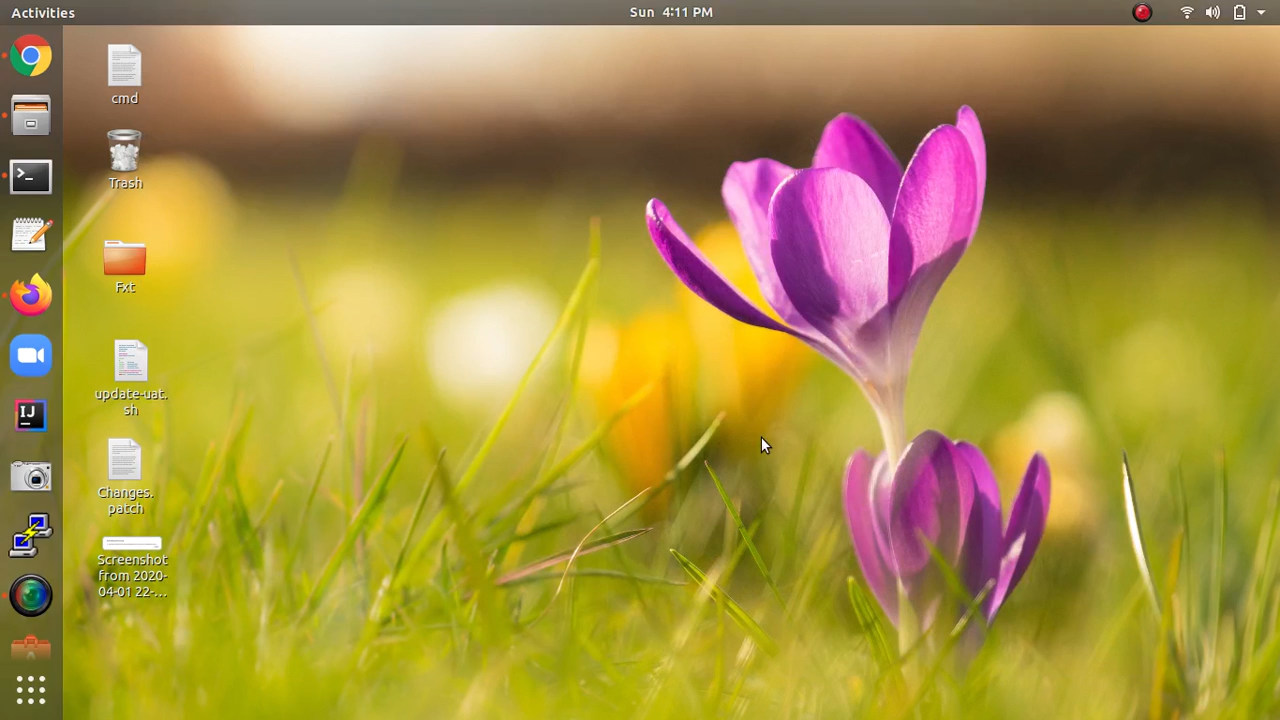 Activities
Sun 4:11 PM
cmd
Trash
Fxt
update-uat.
sh
Changes.
patch
Screenshot
from 2020-
04-01 22-...
>_
IJ